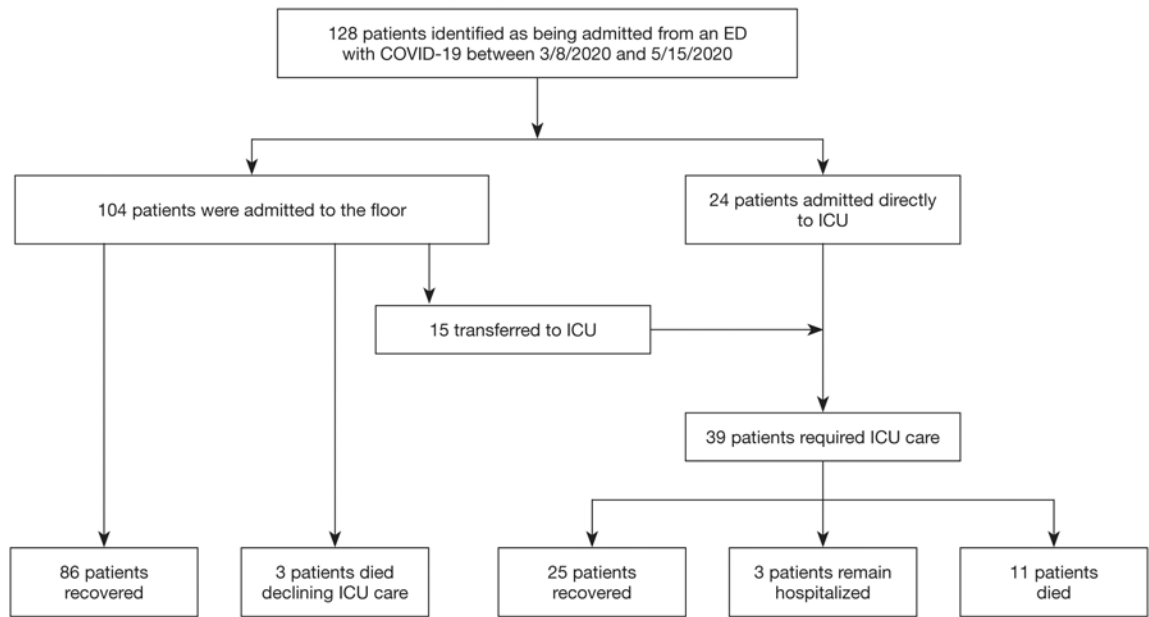 128 patients identified as being admitted from an ED
with COVID-19 between 3/8/2020 and 5/15/2020
104 patients were admitted to the floor
24 patients admitted directly
to ICU
15 transferred to ICU
39 patients required ICU care
86 patients
recovered
3 patients died
declining ICU care
25 patients
recovered
3 patients remain
hospitalized
11 patients
died